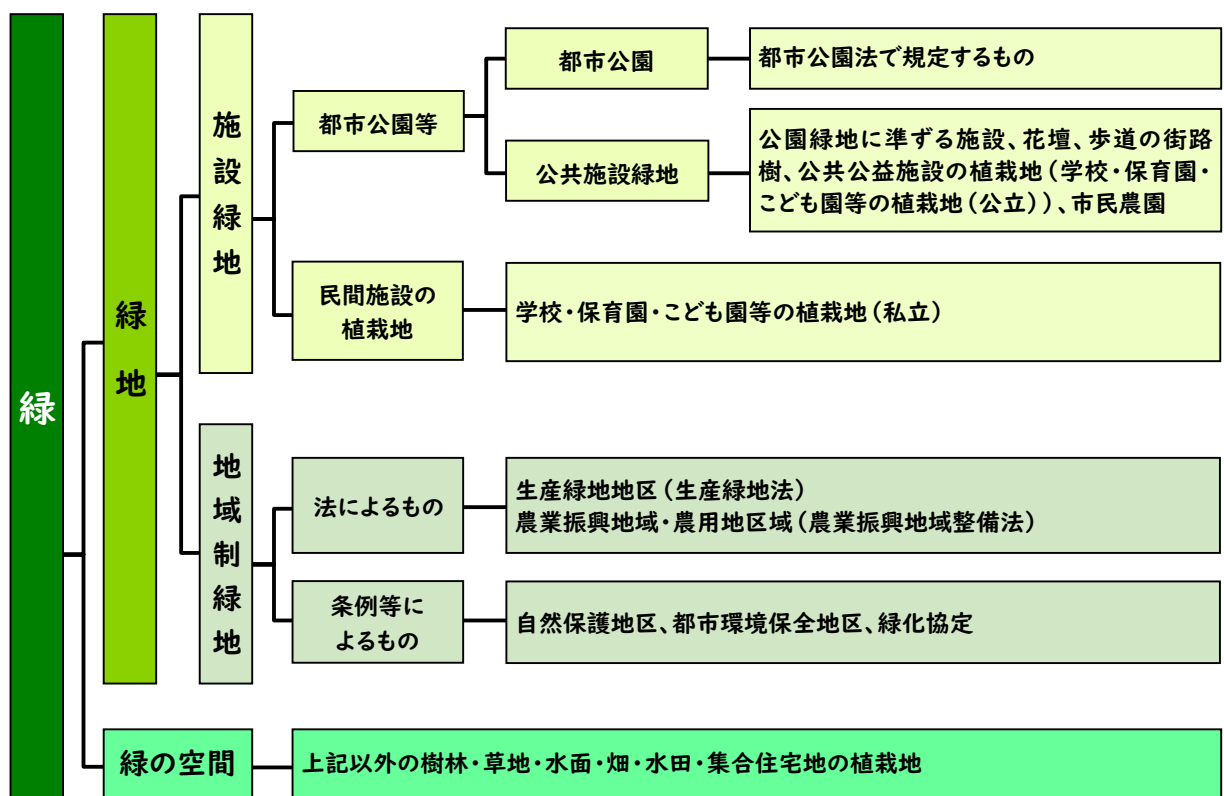 緑
緑地
施設緑地
都市公園等
都市公園
都市公園法で規定するもの
公共施設緑地
公園緑地に準ずる施設、花壇、歩道の街路
樹、公共公益施設の植栽地（学校・保育園・
こども園等の植栽地（公立））、市民農園
民間施設の
植栽地
学校・保育園・こども園等の植栽地（私立）
地域制緑地
法によるもの
生産緑地地区（生産緑地法）
農業振興地域・農用地区域（農業振興地域整備法）
条例等に
よるもの
自然保護地区、都市環境保全地区、緑化協定
緑の空間
上記以外の樹林・草地・水面・畑・水田・集合住宅地の植栽地